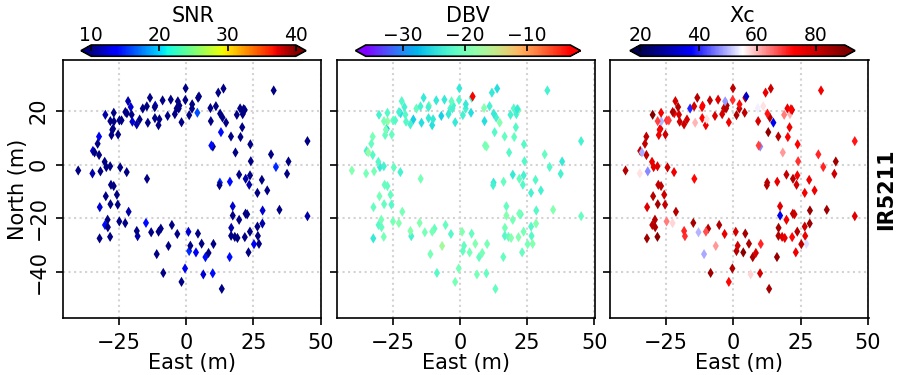 SNR DBV Xc
10 20 30 40 −30 −20 −10 20 40 60 80
North (m)
20
0
−20
−40
−25 0 25 50 −25 0 25 50 −25 0 25 50
East (m) East (m) East (m)
IR5211